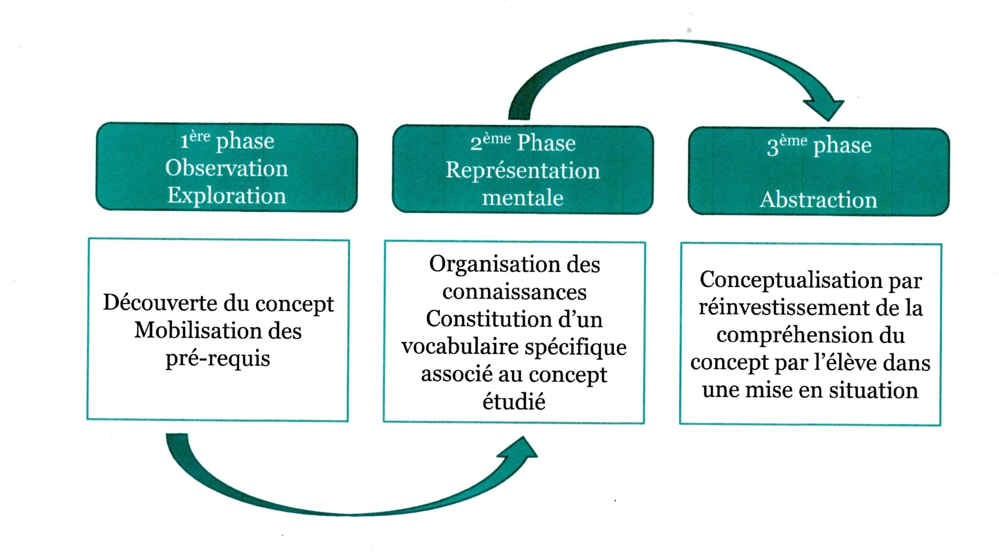 1ère phase
Observation
Exploration
2ème Phase
Représentation
mentale
3ème phase
Abstraction
Découverte du concept
Mobilisation des
pré-requis
Organisation des
connaissances
Constitution d’un
vocabulaire spécifique
associé au concept
étudié
Conceptualisation par
réinvestissement de la
compréhension du
concept par l’élève dans
une mise en situation